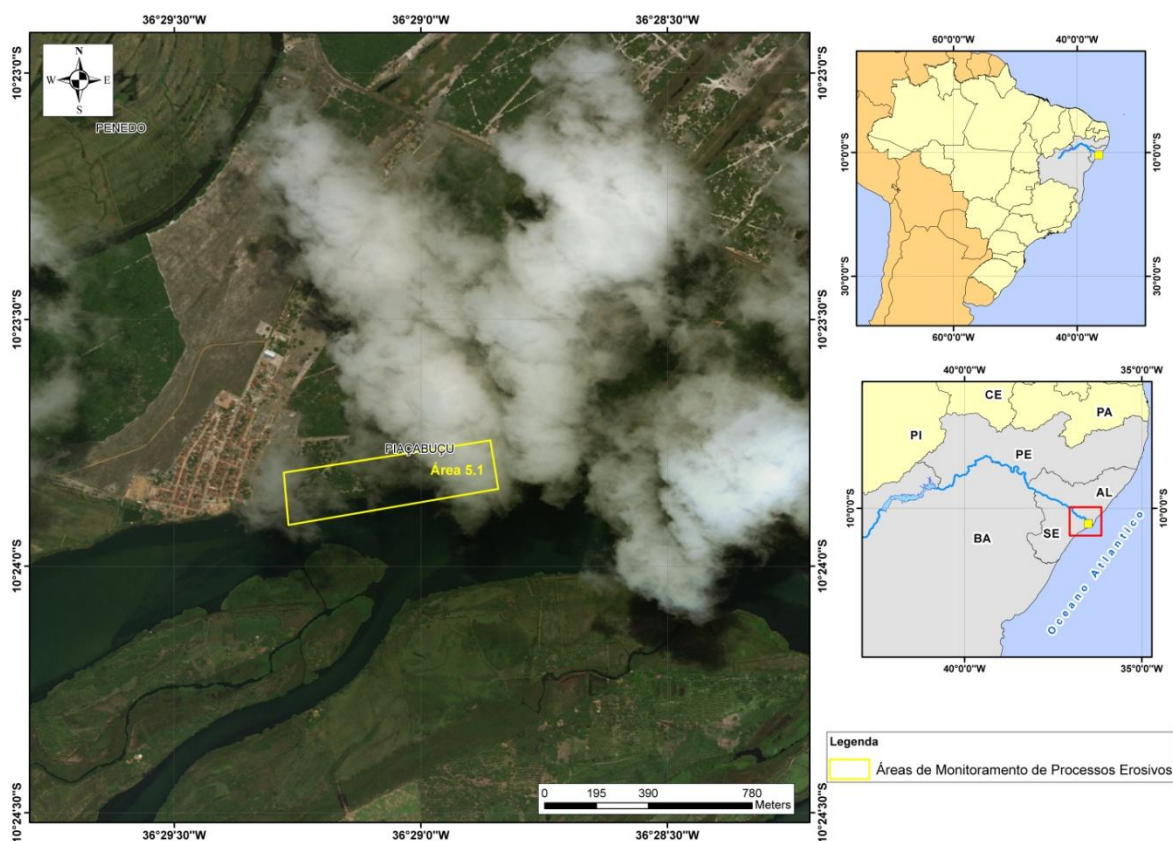 36°29'30"W
36°29'0"W
36°28'30"W
N
W
E
S
PENEDO
PIAÇABUÇU
Área 5.1
10°23'0"S
10°23'30"S
10°24'0"S
10°24'30"S
10°23'0"S
10°23'30"S
10°24'0"S
10°24'30"S
0 195 390 780
Meters
36°29'30"W
36°29'0"W
36°28'30"W
60°0'0"W
40°0'0"W
10°0'0"S
30°0'0"S
10°0'0"S
30°0'0"S
60°0'0"W
40°0'0"W
40°0'0"W
35°0'0"W
CE
PI
PA
PE
AL
SE
BA
Oceano Atlantico
10°0'0"S
10°0'0"S
40°0'0"W
35°0'0"W
Legenda
Áreas de Monitoramento de Processos Erosivos